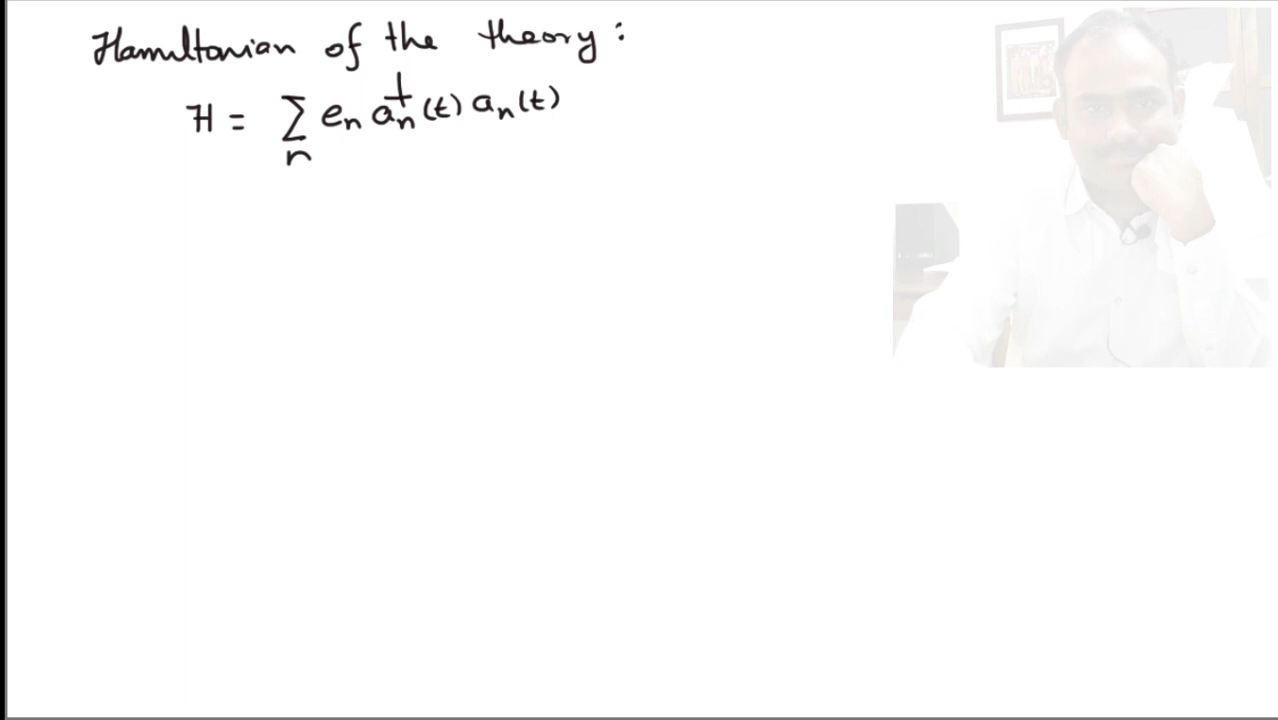 Hamiltonian of the theory :
H = ∑ₙ eₙ aₙ†(t) aₙ(t)